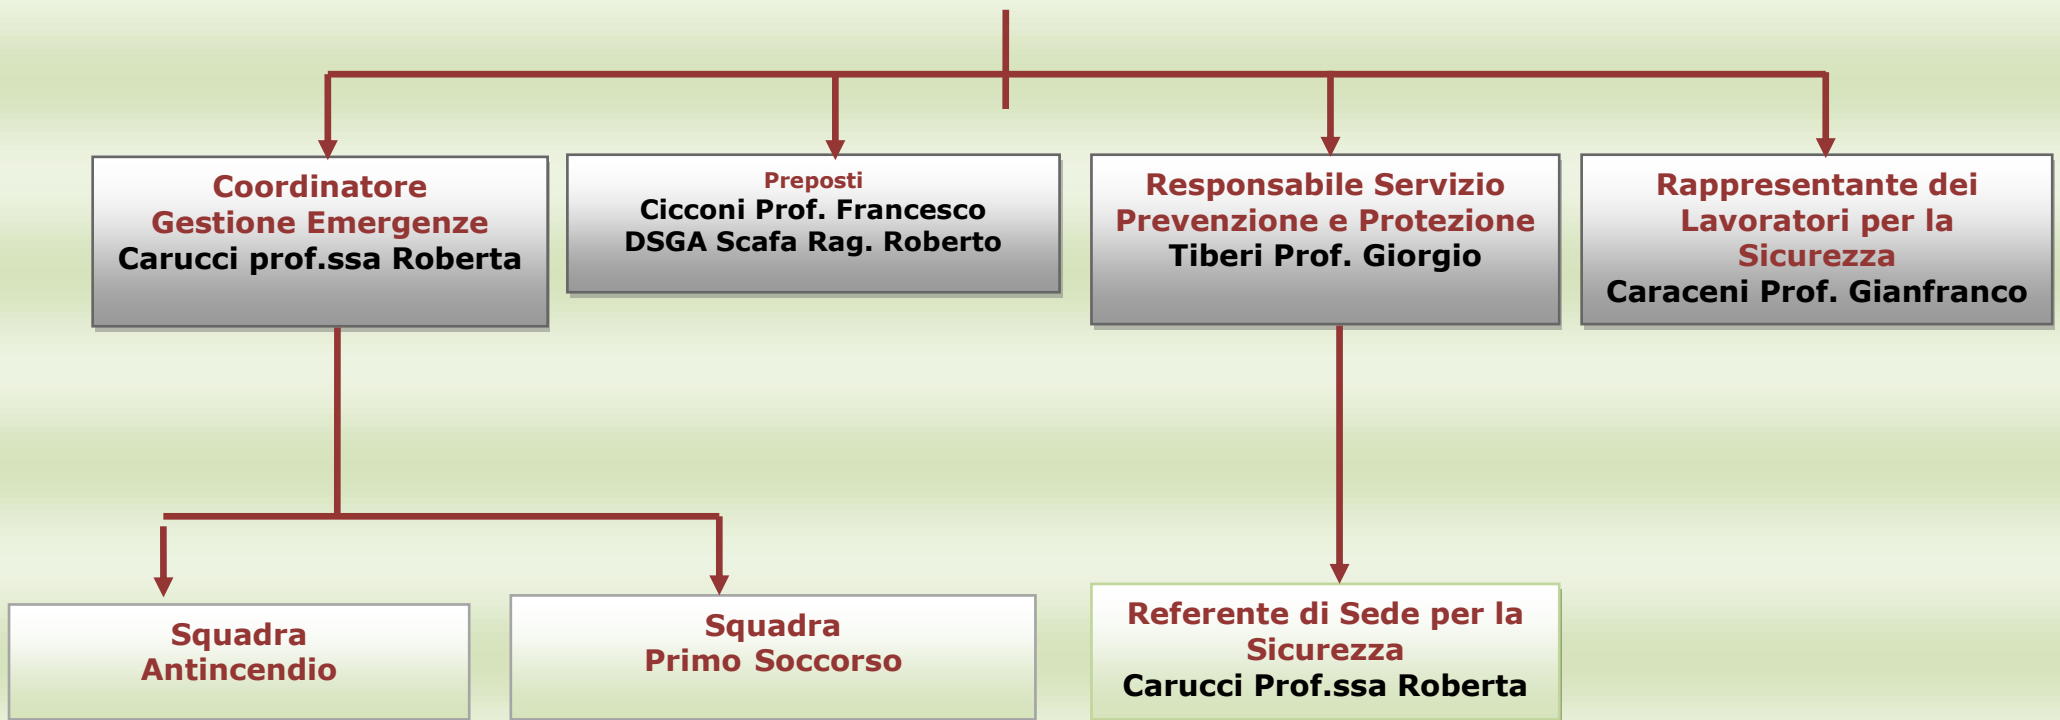 Coordinatore
Gestione Emergenze
Carucci prof.ssa Roberta
Preposti
Cicconi Prof. Francesco
DSGA Scafa Rag. Roberto
Responsabile Servizio
Prevenzione e Protezione
Tiberi Prof. Giorgio
Rappresentante dei
Lavoratori per la
Sicurezza
Caraceni Prof. Gianfranco
Squadra
Antincendio
Squadra
Primo Soccorso
Referente di Sede per la
Sicurezza
Carucci Prof.ssa Roberta